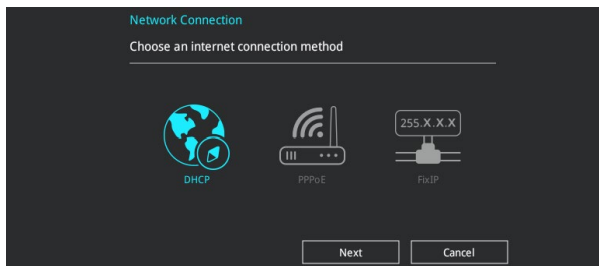 Network Connection
Choose an internet connection method
255.X.X.X
DHCP PPPoE FixIP
Next Cancel